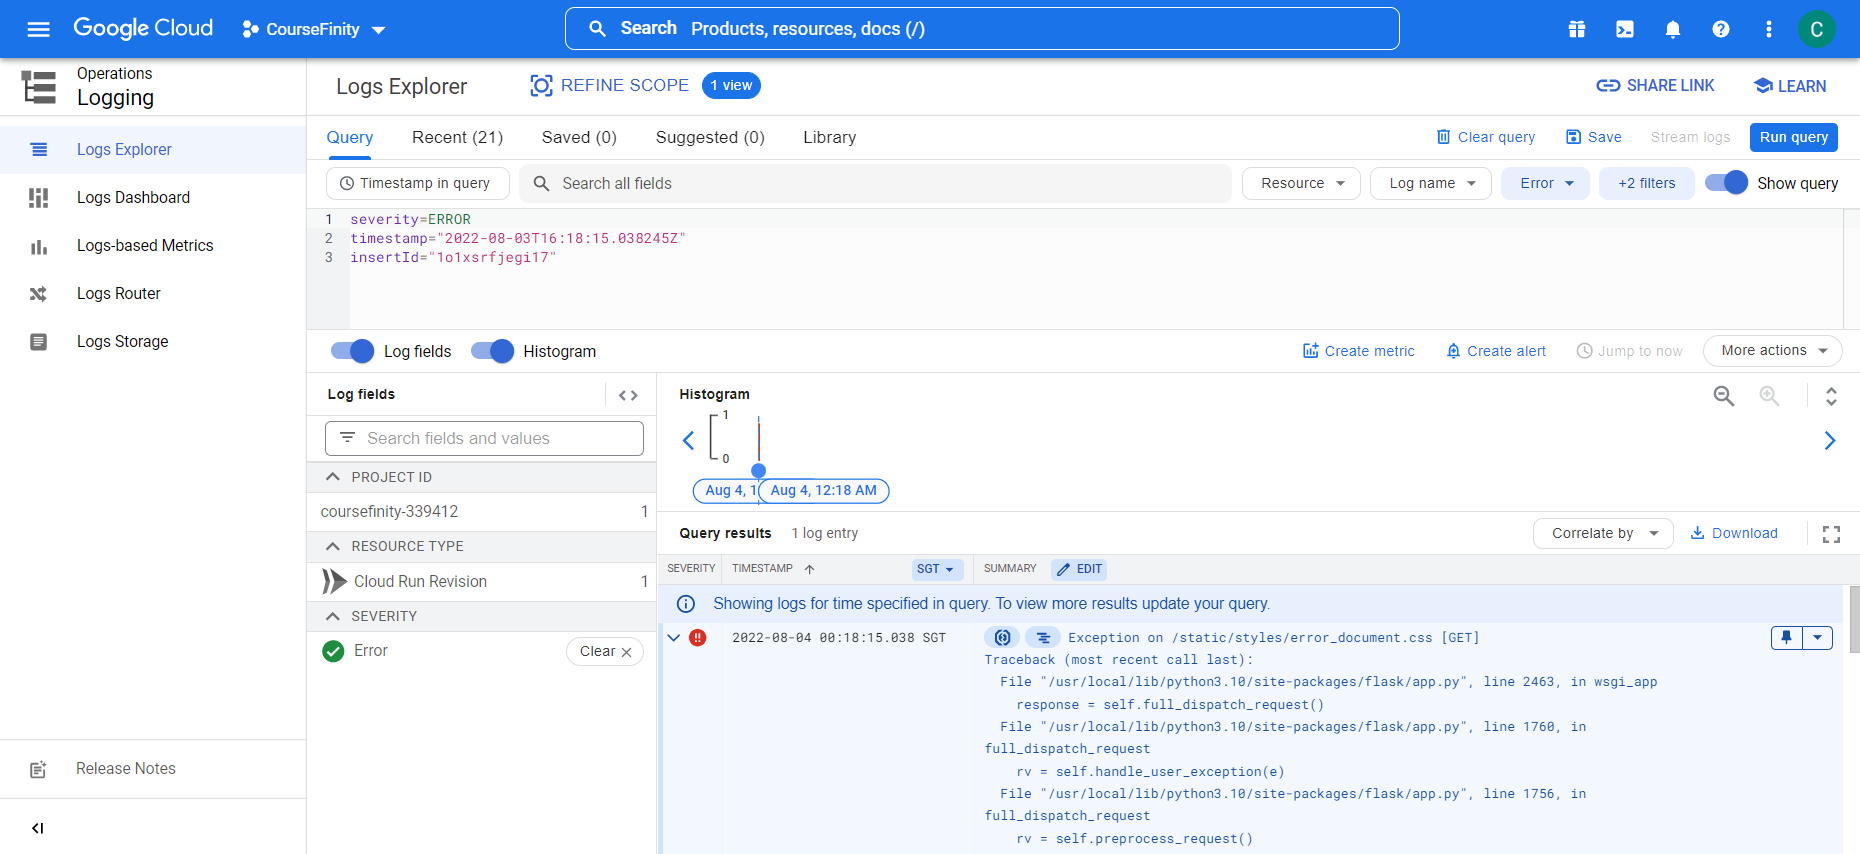 Google Cloud
CourseFinity
Search Products, resources, docs (/)
C
Operations
Logging
Logs Explorer
REFINE SCOPE
1 view
SHARE LINK
LEARN
Logs Explorer
Logs Dashboard
Logs-based Metrics
Logs Router
Logs Storage
Release Notes
Query
Recent (21)
Saved (0)
Suggested (0)
Library
Clear query
Save
Stream logs
Run query
Timestamp in query
Search all fields
Resource
Log name
Error
+2 filters
Show query
1 severity=ERROR
2 timestamp="2022-08-03T16:18:15.038245Z"
3 insertId="1o1xsrfjegi17"
Log fields
Histogram
Create metric
Create alert
Jump to now
More actions
Log fields
Search fields and values
PROJECT ID
coursefinity-339412 1
RESOURCE TYPE
Cloud Run Revision 1
SEVERITY
Error
Clear
Histogram
1
0
Aug 4, 1
Aug 4, 12:18 AM
Query results
1 log entry
Correlate by
Download
SEVERITY
TIMESTAMP
SGT
SUMMARY
EDIT
Showing logs for time specified in query. To view more results update your query.
2022-08-04 00:18:15.038 SGT
Exception on /static/styles/error_document.css [GET]
Traceback (most recent call last):
File "/usr/local/lib/python3.10/site-packages/flask/app.py", line 2463, in wsgi_app
response = self.full_dispatch_request()
File "/usr/local/lib/python3.10/site-packages/flask/app.py", line 1760, in
full_dispatch_request
rv = self.handle_user_exception(e)
File "/usr/local/lib/python3.10/site-packages/flask/app.py", line 1756, in
full_dispatch_request
rv = self.preprocess_request()